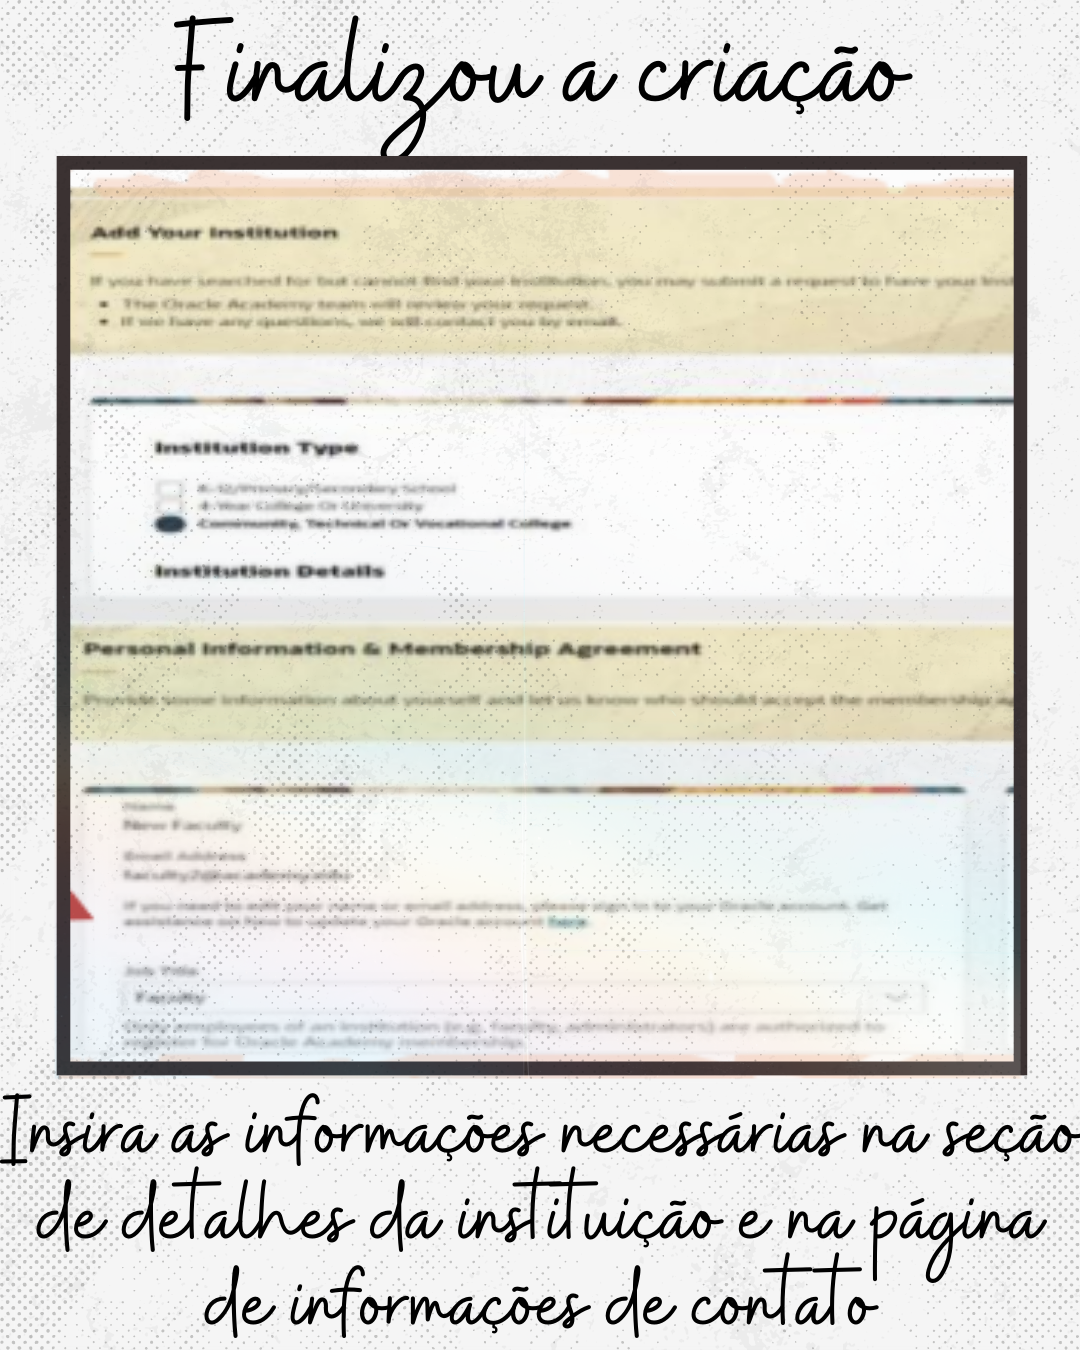 Finalizou a criação
Add Your Institution
If you have searched for but cannot find your institution, you may submit a request to have your inst
The Oracle Academy team will review your request.
If we have any questions, we will contact you by email.
Institution Type
K-12/Primary/Secondary School
4-Year College Or University
Community, Technical Or Vocational College
Institution Details
Personal Information & Membership Agreement
Provide some information about yourself and let us know who should accept the membership ag
Name
New Faculty
Email Address
If you need to edit your name or email address, please sign in to your Oracle account. Get
assistance on how to update your Oracle account here.
Job Title
Faculty
Only employees of an institution (e.g. faculty, administrators) are authorized to
register for Oracle Academy membership.
Insira as informações necessárias na seção
de detalhes da instituição e na página
de informações de contato